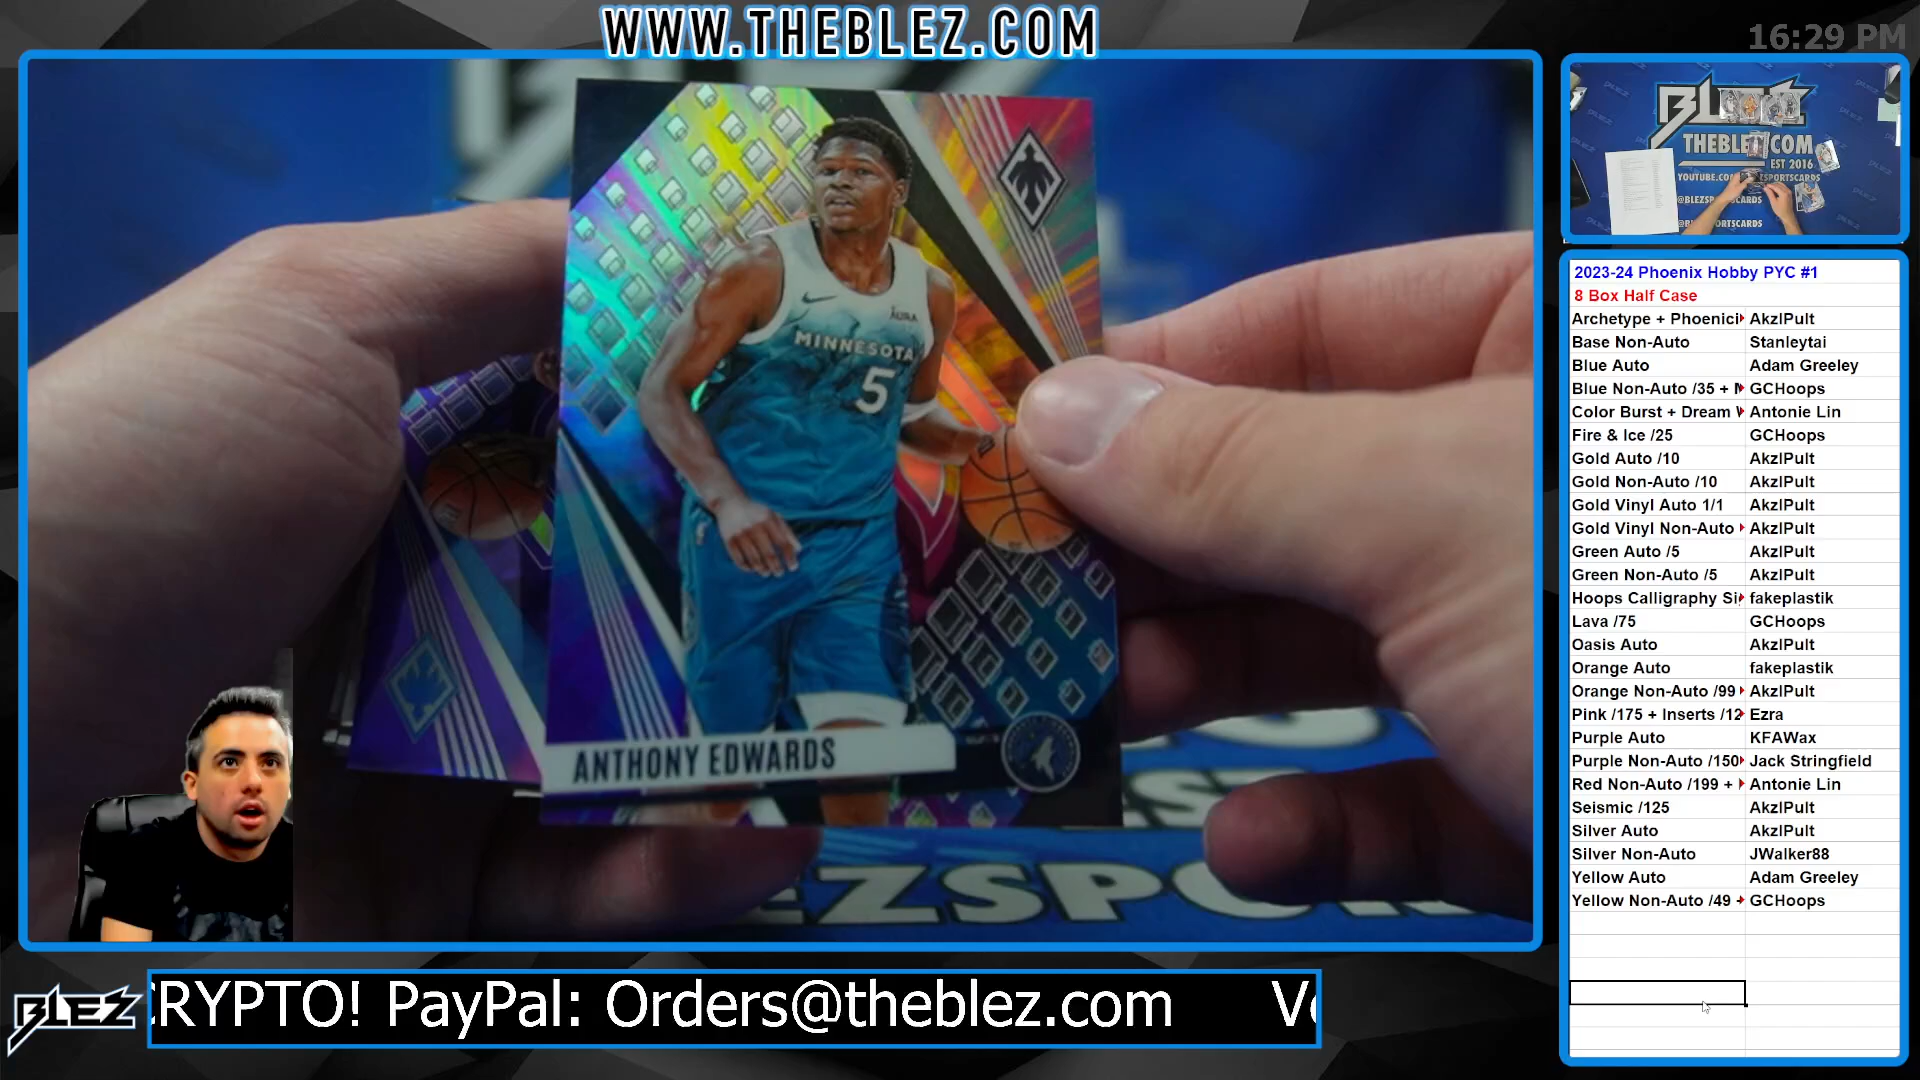 WWW.THEBLEZ.COM
16:29 PM
MINNESOTA
5
ANTHONY EDWARDS
BLEZ
THEBLEZ.COM
EST 2016
2023-24 Phoenix Hobby PYC #1
8 Box Half Case
Archetype + Phoenici AkzlPult
Base Non-Auto Stanleytai
Blue Auto Adam Greeley
Blue Non-Auto /35 + GCHoops
Color Burst + Dream Antonie Lin
Fire & Ice /25 GCHoops
Gold Auto /10 AkzlPult
Gold Non-Auto /10 AkzlPult
Gold Vinyl Auto 1/1 AkzlPult
Gold Vinyl Non-Auto AkzlPult
Green Auto /5 AkzlPult
Green Non-Auto /5 AkzlPult
Hoops Calligraphy Si fakeplastik
Lava /75 GCHoops
Oasis Auto AkzlPult
Orange Auto fakeplastik
Orange Non-Auto /99 AkzlPult
Pink /175 + Inserts /12 Ezra
Purple Auto KFAWax
Purple Non-Auto /150 Jack Stringfield
Red Non-Auto /199 + Antonie Lin
Seismic /125 AkzlPult
Silver Auto AkzlPult
Silver Non-Auto JWalker88
Yellow Auto Adam Greeley
Yellow Non-Auto /49 + GCHoops
BLEZ
CRYPTO! PayPal: Orders@theblez.com